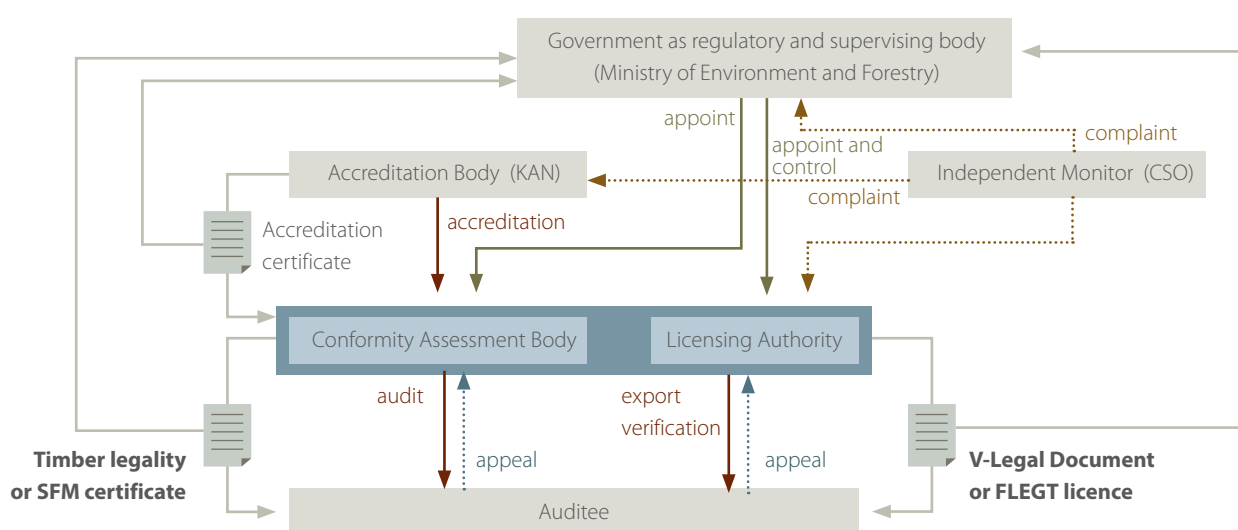 Government as regulatory and supervising body
(Ministry of Environment and Forestry)
appoint
appoint and
control
complaint
Accreditation Body (KAN)
Independent Monitor (CSO)
complaint
accreditation
Accreditation
certificate
Conformity Assessment Body
Licensing Authority
audit
export
verification
appeal
appeal
Timber legality
or SFM certificate
V-Legal Document
or FLEGT licence
Auditee